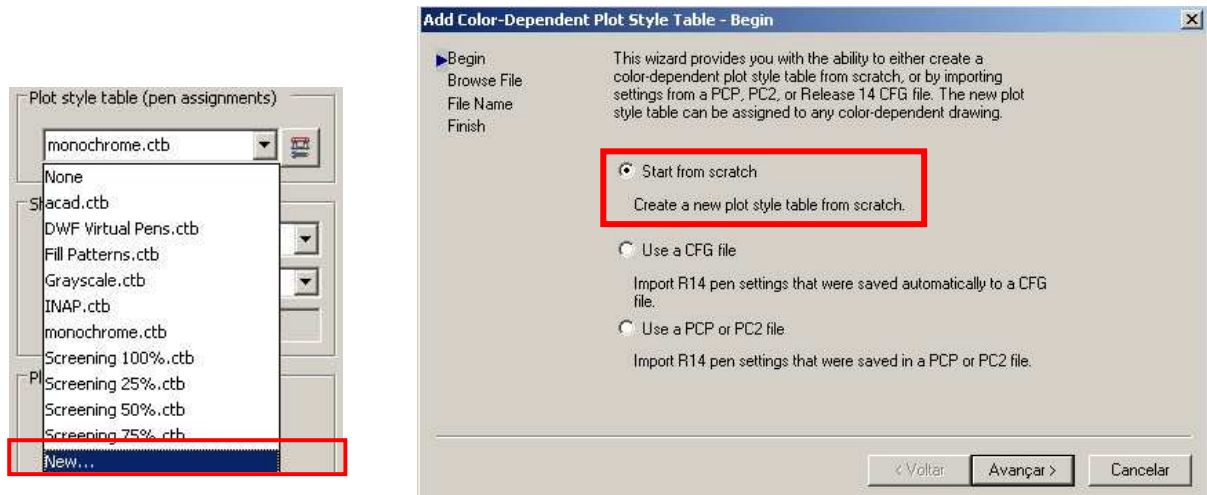 Plot style table (pen assignments)
monochrome.ctb
None
acad.ctb
DWF Virtual Pens.ctb
Fill Patterns.ctb
Grayscale.ctb
INAP.ctb
monochrome.ctb
Screening 100%.ctb
Screening 25%.ctb
Screening 50%.ctb
Screening 75%.ctb
New...
Sh
Pl
Add Color-Dependent Plot Style Table - Begin
Begin
Browse File
File Name
Finish
This wizard provides you with the ability to either create a
color-dependent plot style table from scratch, or by importing
settings from a PCP, PC2, or Release 14 CFG file. The new plot
style table can be assigned to any color-dependent drawing.
Start from scratch
Create a new plot style table from scratch.
Use a CFG file
Import R14 pen settings that were saved automatically to a CFG
file.
Use a PCP or PC2 file
Import R14 pen settings that were saved in a PCP or PC2 file.
< Voltar
Avançar >
Cancelar